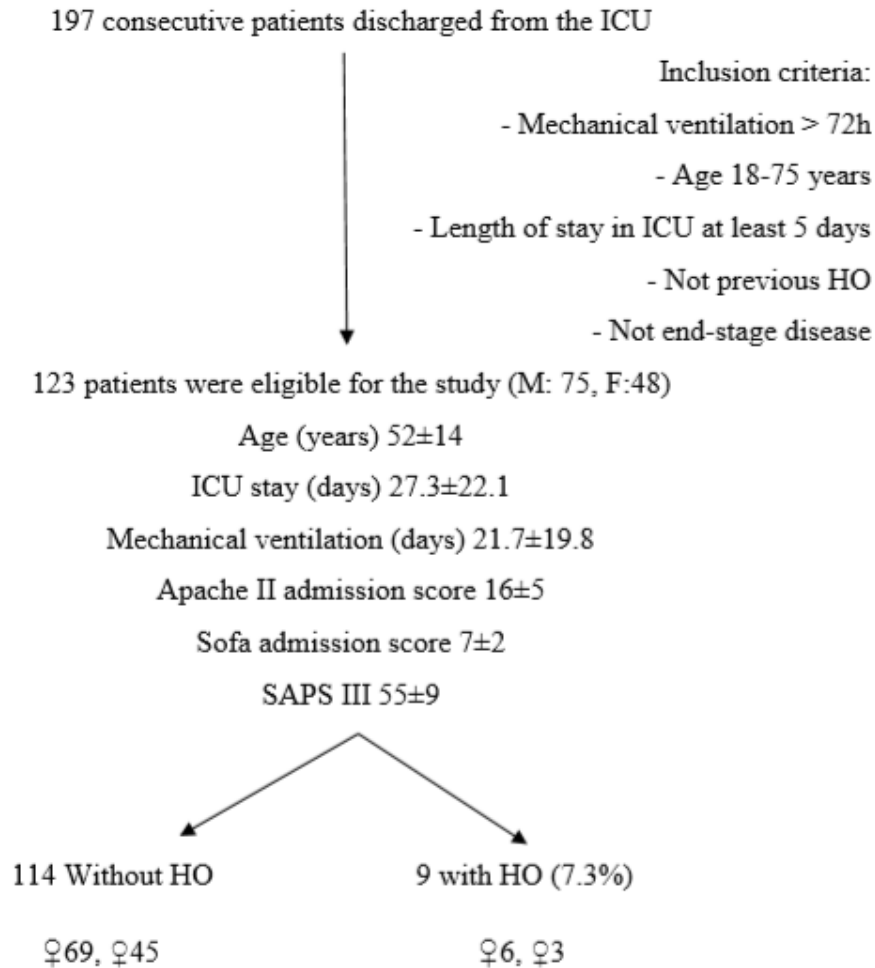 197 consecutive patients discharged from the ICU
Inclusion criteria:
- Mechanical ventilation > 72h
- Age 18-75 years
- Length of stay in ICU at least 5 days
- Not previous HO
- Not end-stage disease
123 patients were eligible for the study (M: 75, F:48)
Age (years) 52±14
ICU stay (days) 27.3±22.1
Mechanical ventilation (days) 21.7±19.8
Apache II admission score 16±5
Sofa admission score 7±2
SAPS III 55±9
114 Without HO
9 with HO (7.3%)
♀69, ♀45
♀6, ♀3